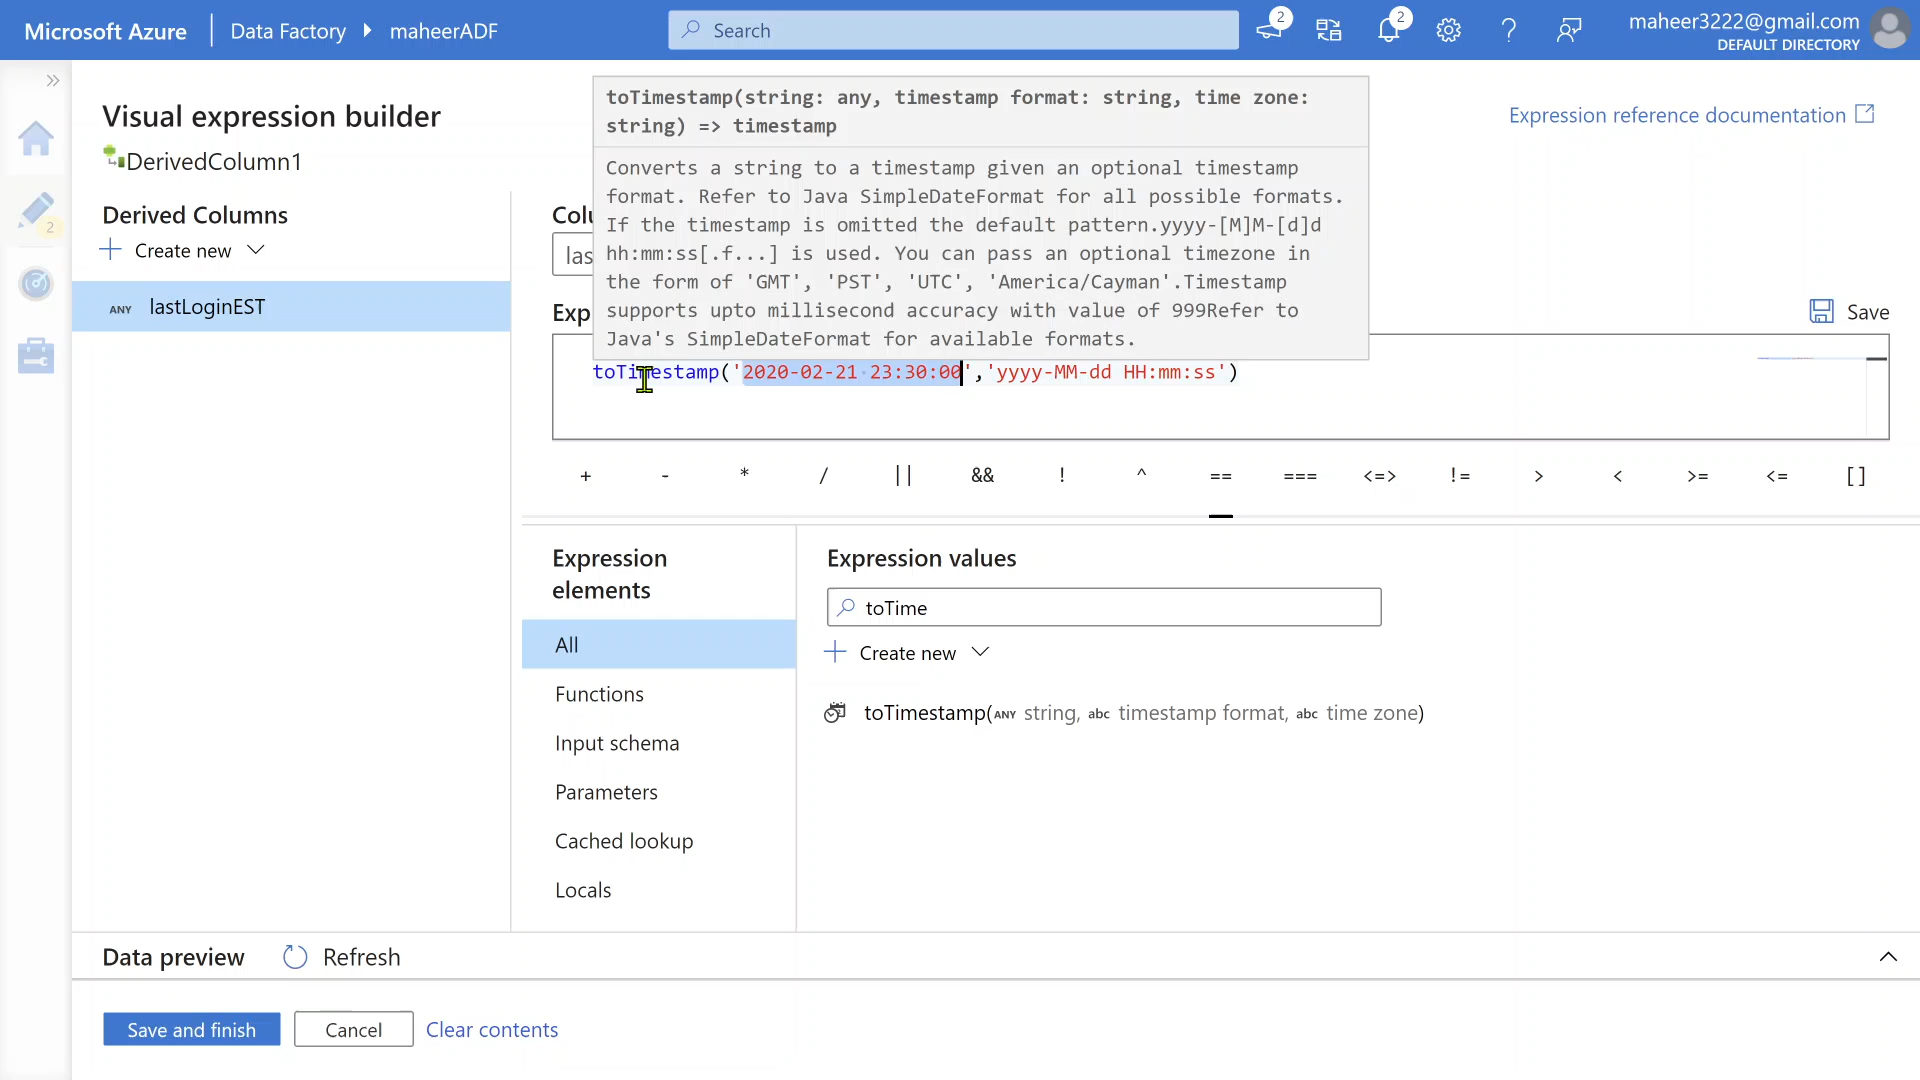 Microsoft Azure
Data Factory
maheerADF
Search
2
2
maheer3222@gmail.com
DEFAULT DIRECTORY
Visual expression builder
DerivedColumn1
Expression reference documentation
toTimestamp(string: any, timestamp format: string, time zone:
string) => timestamp
Converts a string to a timestamp given an optional timestamp
format. Refer to Java SimpleDateFormat for all possible formats.
If the timestamp is omitted the default pattern.yyyy-[M]M-[d]d
hh:mm:ss[.f...] is used. You can pass an optional timezone in
the form of 'GMT', 'PST', 'UTC', 'America/Cayman'.Timestamp
supports upto millisecond accuracy with value of 999Refer to
Java's SimpleDateFormat for available formats.
2
Derived Columns
Create new
ANY lastLoginEST
Colu
las
Exp
Save
toTimestamp('2020-02-21 23:30:00','yyyy-MM-dd HH:mm:ss')
+ - * / || && ! ^ == === <=> != > < >= <= []
Expression
elements
All
Functions
Input schema
Parameters
Cached lookup
Locals
Expression values
toTime
Create new
toTimestamp(ANY string, abc timestamp format, abc time zone)
Data preview
Refresh
Save and finish
Cancel
Clear contents